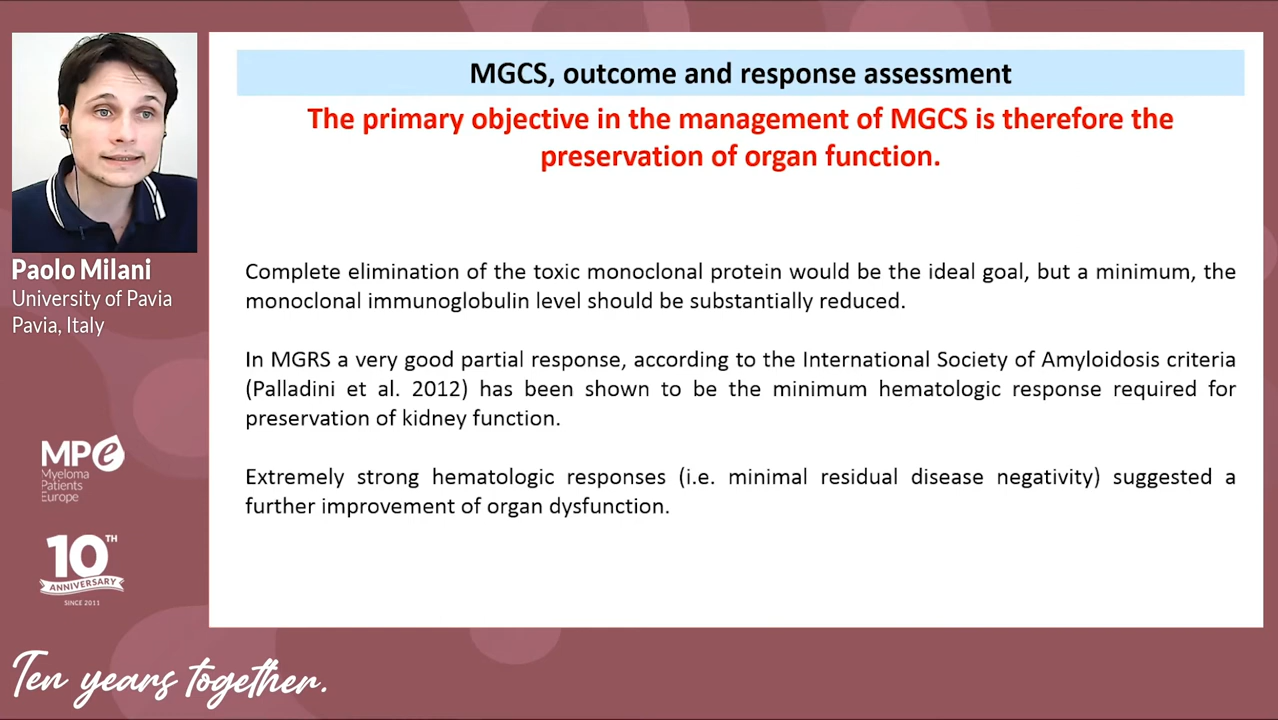 MGCS, outcome and response assessment
The primary objective in the management of MGCS is therefore the
preservation of organ function.
Complete elimination of the toxic monoclonal protein would be the ideal goal, but a minimum, the
monoclonal immunoglobulin level should be substantially reduced.
In MGRS a very good partial response, according to the International Society of Amyloidosis criteria
(Palladini et al. 2012) has been shown to be the minimum hematologic response required for
preservation of kidney function.
Extremely strong hematologic responses (i.e. minimal residual disease negativity) suggested a
further improvement of organ dysfunction.
Paolo Milani
University of Pavia
Pavia, Italy
MPe
Myeloma
Patients
Europe
10TH
ANNIVERSARY
SINCE 2011
Ten years together.